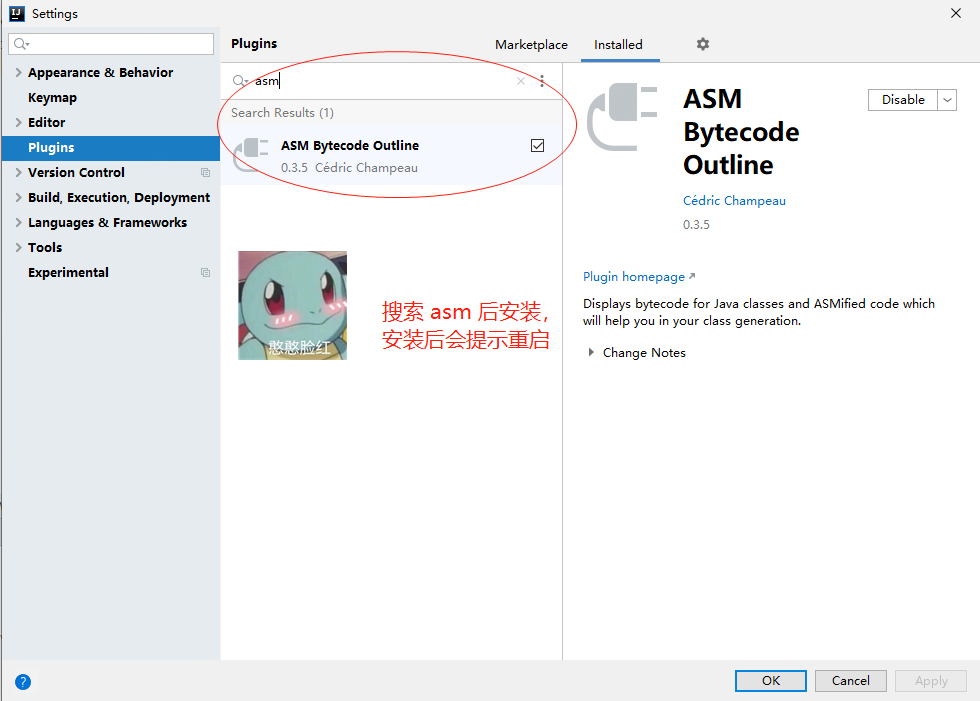 Settings
Plugins
Marketplace
Installed
Appearance & Behavior
Keymap
Editor
Plugins
Version Control
Build, Execution, Deployment
Languages & Frameworks
Tools
Experimental
asm
Search Results (1)
ASM Bytecode Outline
0.3.5 Cédric Champeau
憨憨脸红
搜索 asm 后安装，
安装后会提示重启
ASM
Bytecode
Outline
Disable
Cédric Champeau
0.3.5
Plugin homepage
Displays bytecode for Java classes and ASMified code which
will help you in your class generation.
Change Notes
?
OK
Cancel
Apply